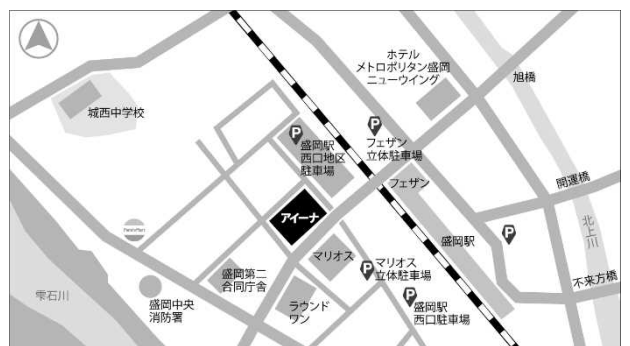 ホテル
メトロポリタン盛岡
ニューウイング
旭橋
城西中学校
P
盛岡駅
西口地区
駐車場
P
フェザン
立体駐車場
フェザン
開運橋
北上川
アイーナ
盛岡駅
P
不来方橋
FamilyMart
マリオス
P
マリオス
立体駐車場
盛岡第二
合同庁舎
雫石川
盛岡中央
消防署
ラウンド
ワン
P
盛岡駅
西口駐車場